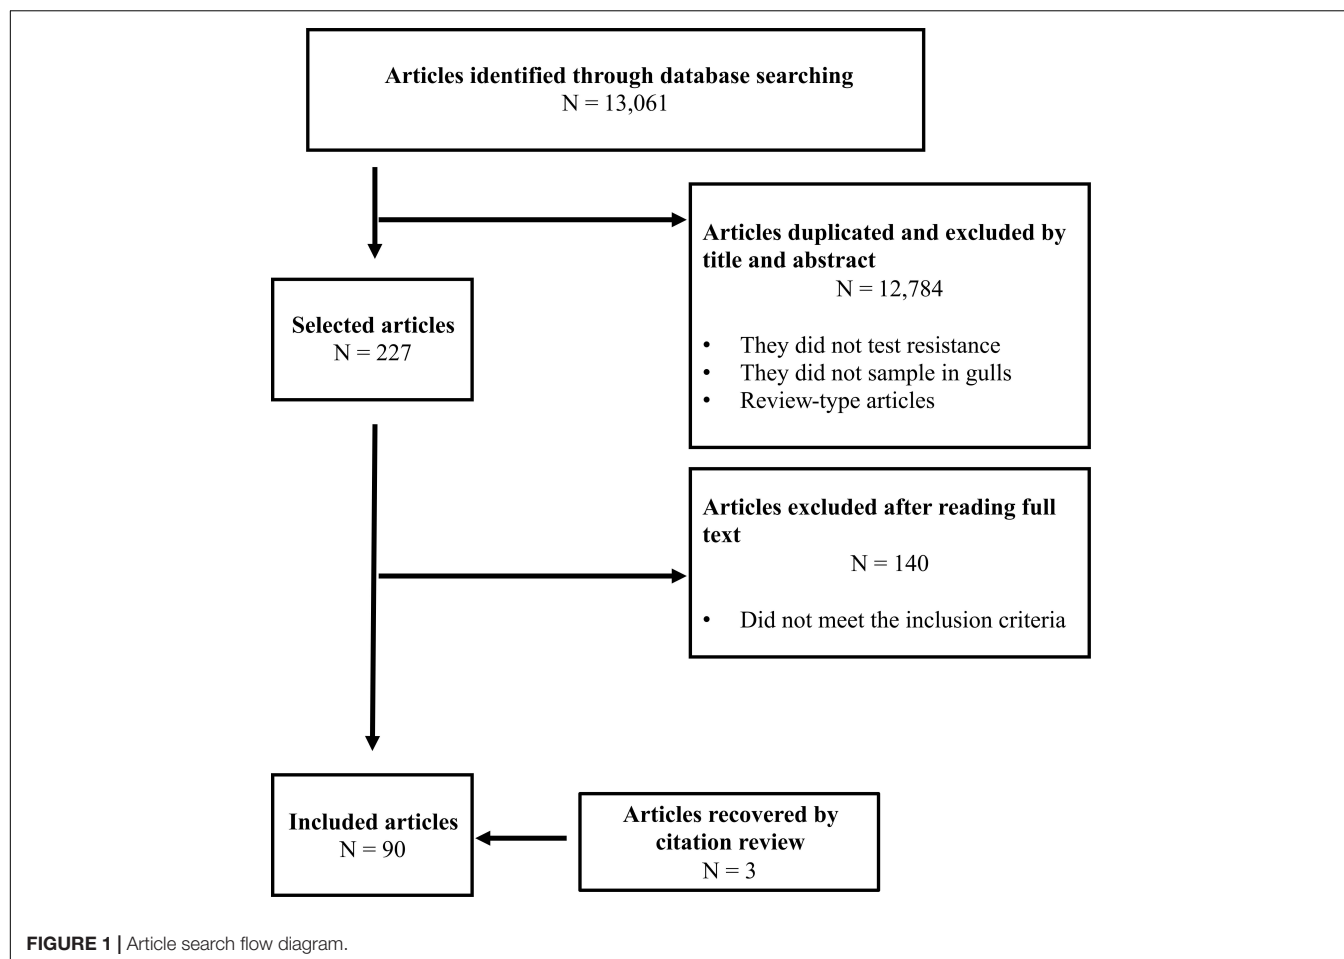 Articles identified through database searching
N = 13,061
Articles duplicated and excluded by
title and abstract
N = 12,784
• They did not test resistance
• They did not sample in gulls
• Review-type articles
Selected articles
N = 227
Articles excluded after reading full
text
N = 140
• Did not meet the inclusion criteria
Included articles
N = 90
Articles recovered by
citation review
N = 3
FIGURE 1 | Article search flow diagram.